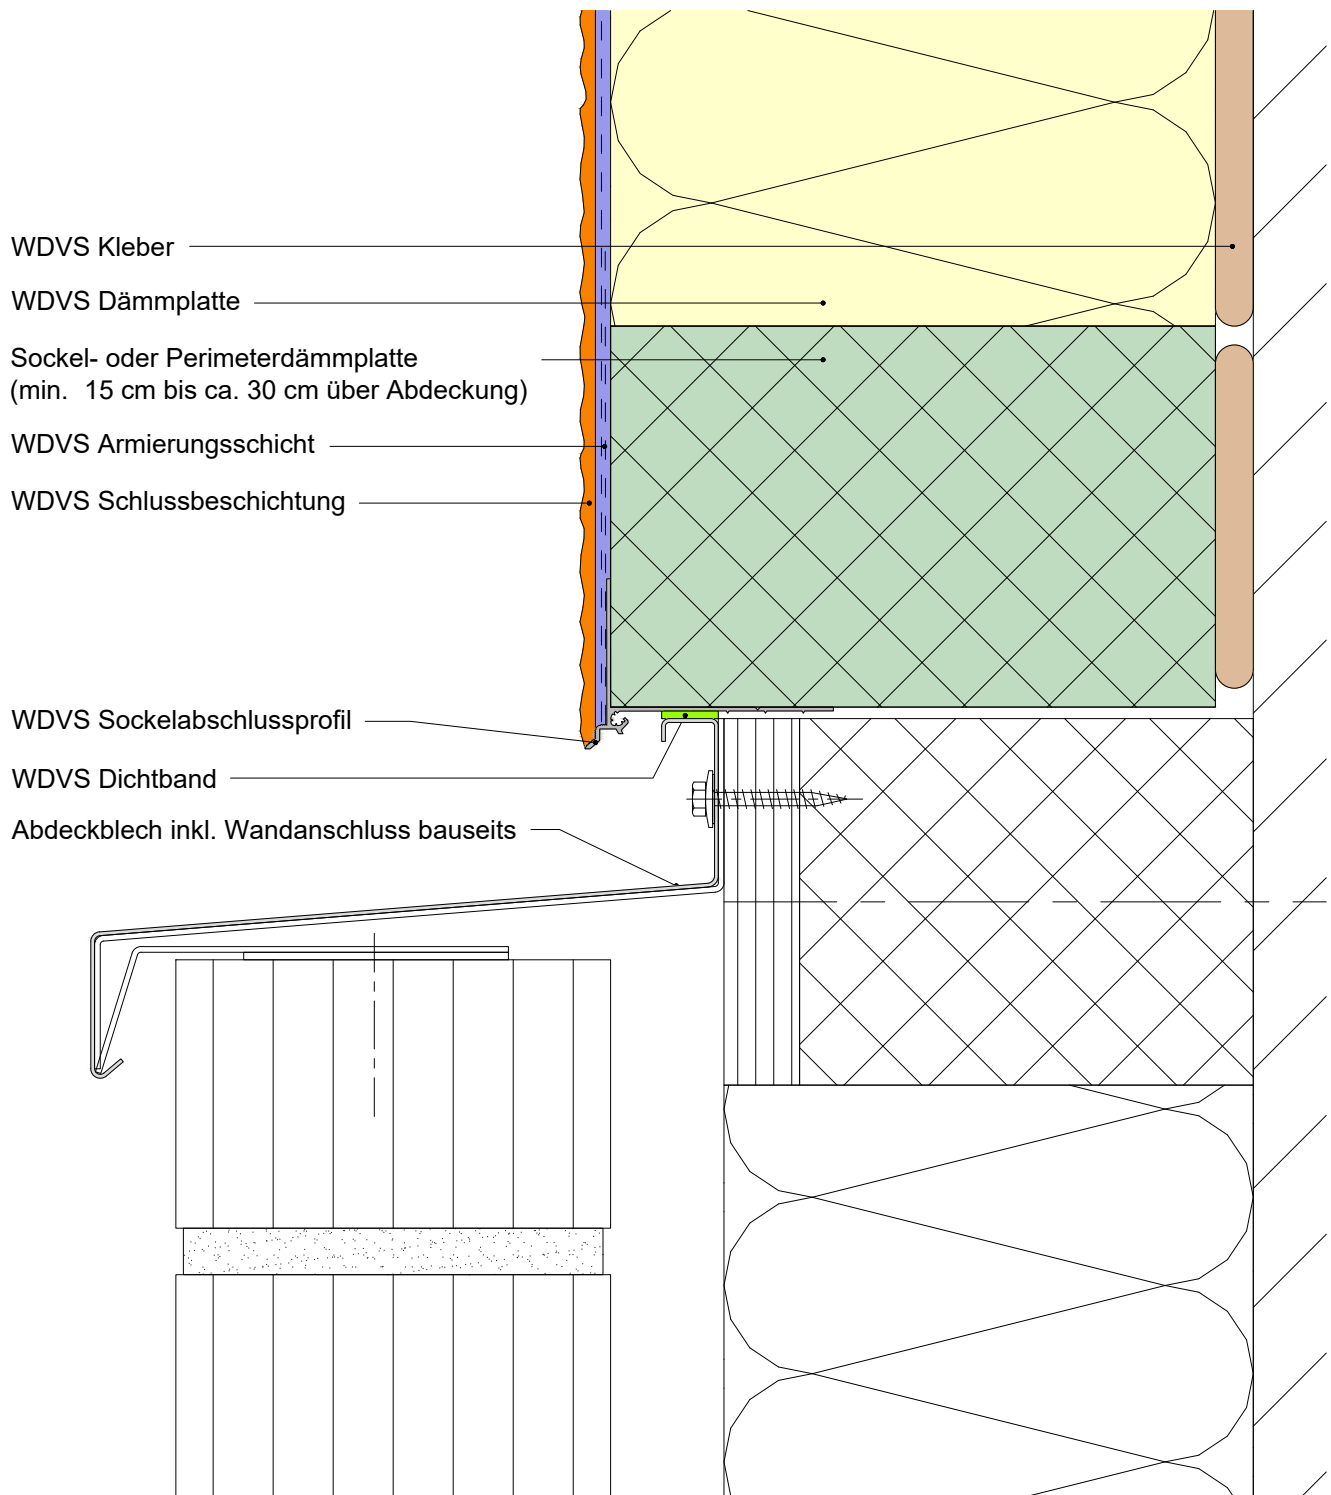 WDVS Kleber
WDVS Dämmplatte
Sockel- oder Perimeterdämmplatte
(min.  15 cm bis ca. 30 cm über Abdeckung)
WDVS Armierungsschicht
WDVS Schlussbeschichtung
WDVS Sockelabschlussprofil
WDVS Dichtband
Abdeckblech inkl. Wandanschluss bauseits